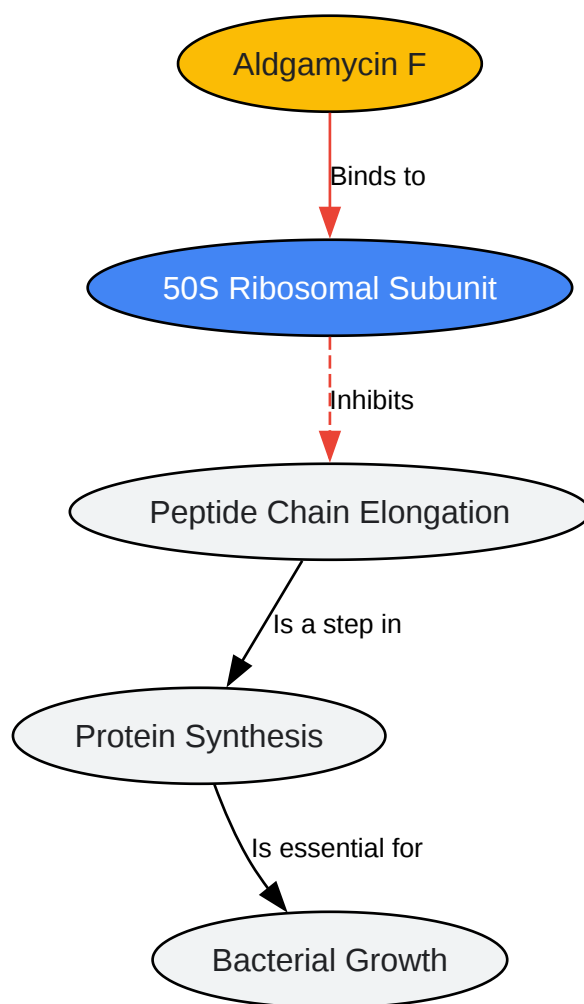 Aldgamycin F
Binds to
50S Ribosomal Subunit
Inhibits
Peptide Chain Elongation
Is a step in
Protein Synthesis
Is essential for
Bacterial Growth